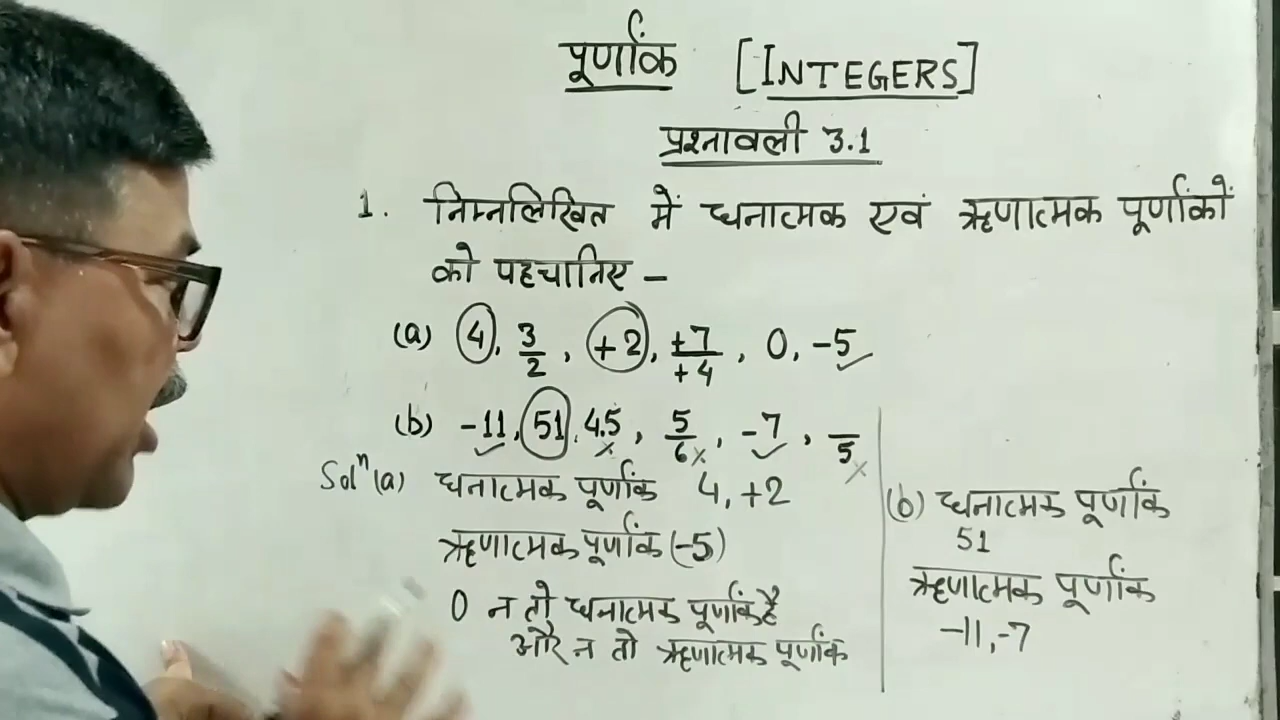 पूर्णांक [INTEGERS]
प्रश्नावली 3.1
1. निम्नलिखित में धनात्मक एवं ऋणात्मक पूर्णांकों
को पहचानिए –
(a) 4, 3/2, +2, +7/+4, 0, -5
(b) -11, 51, 4.5, 5/6, -7, /5
Solⁿ (a) धनात्मक पूर्णांक 4, +2
ऋणात्मक पूर्णांक (-5)
0 न तो धनात्मक पूर्णांक है
और न तो ऋणात्मक पूर्णांक
(b) धनात्मक पूर्णांक
51
ऋणात्मक पूर्णांक
-11, -7